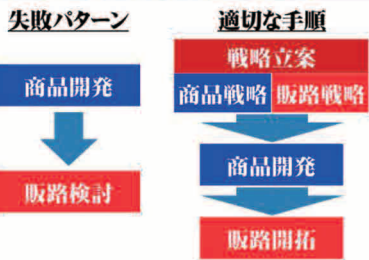 失敗パターン
商品開発
販路検討
適切な手順
戦略立案
商品戦略 販路戦略
商品開発
販路開拓